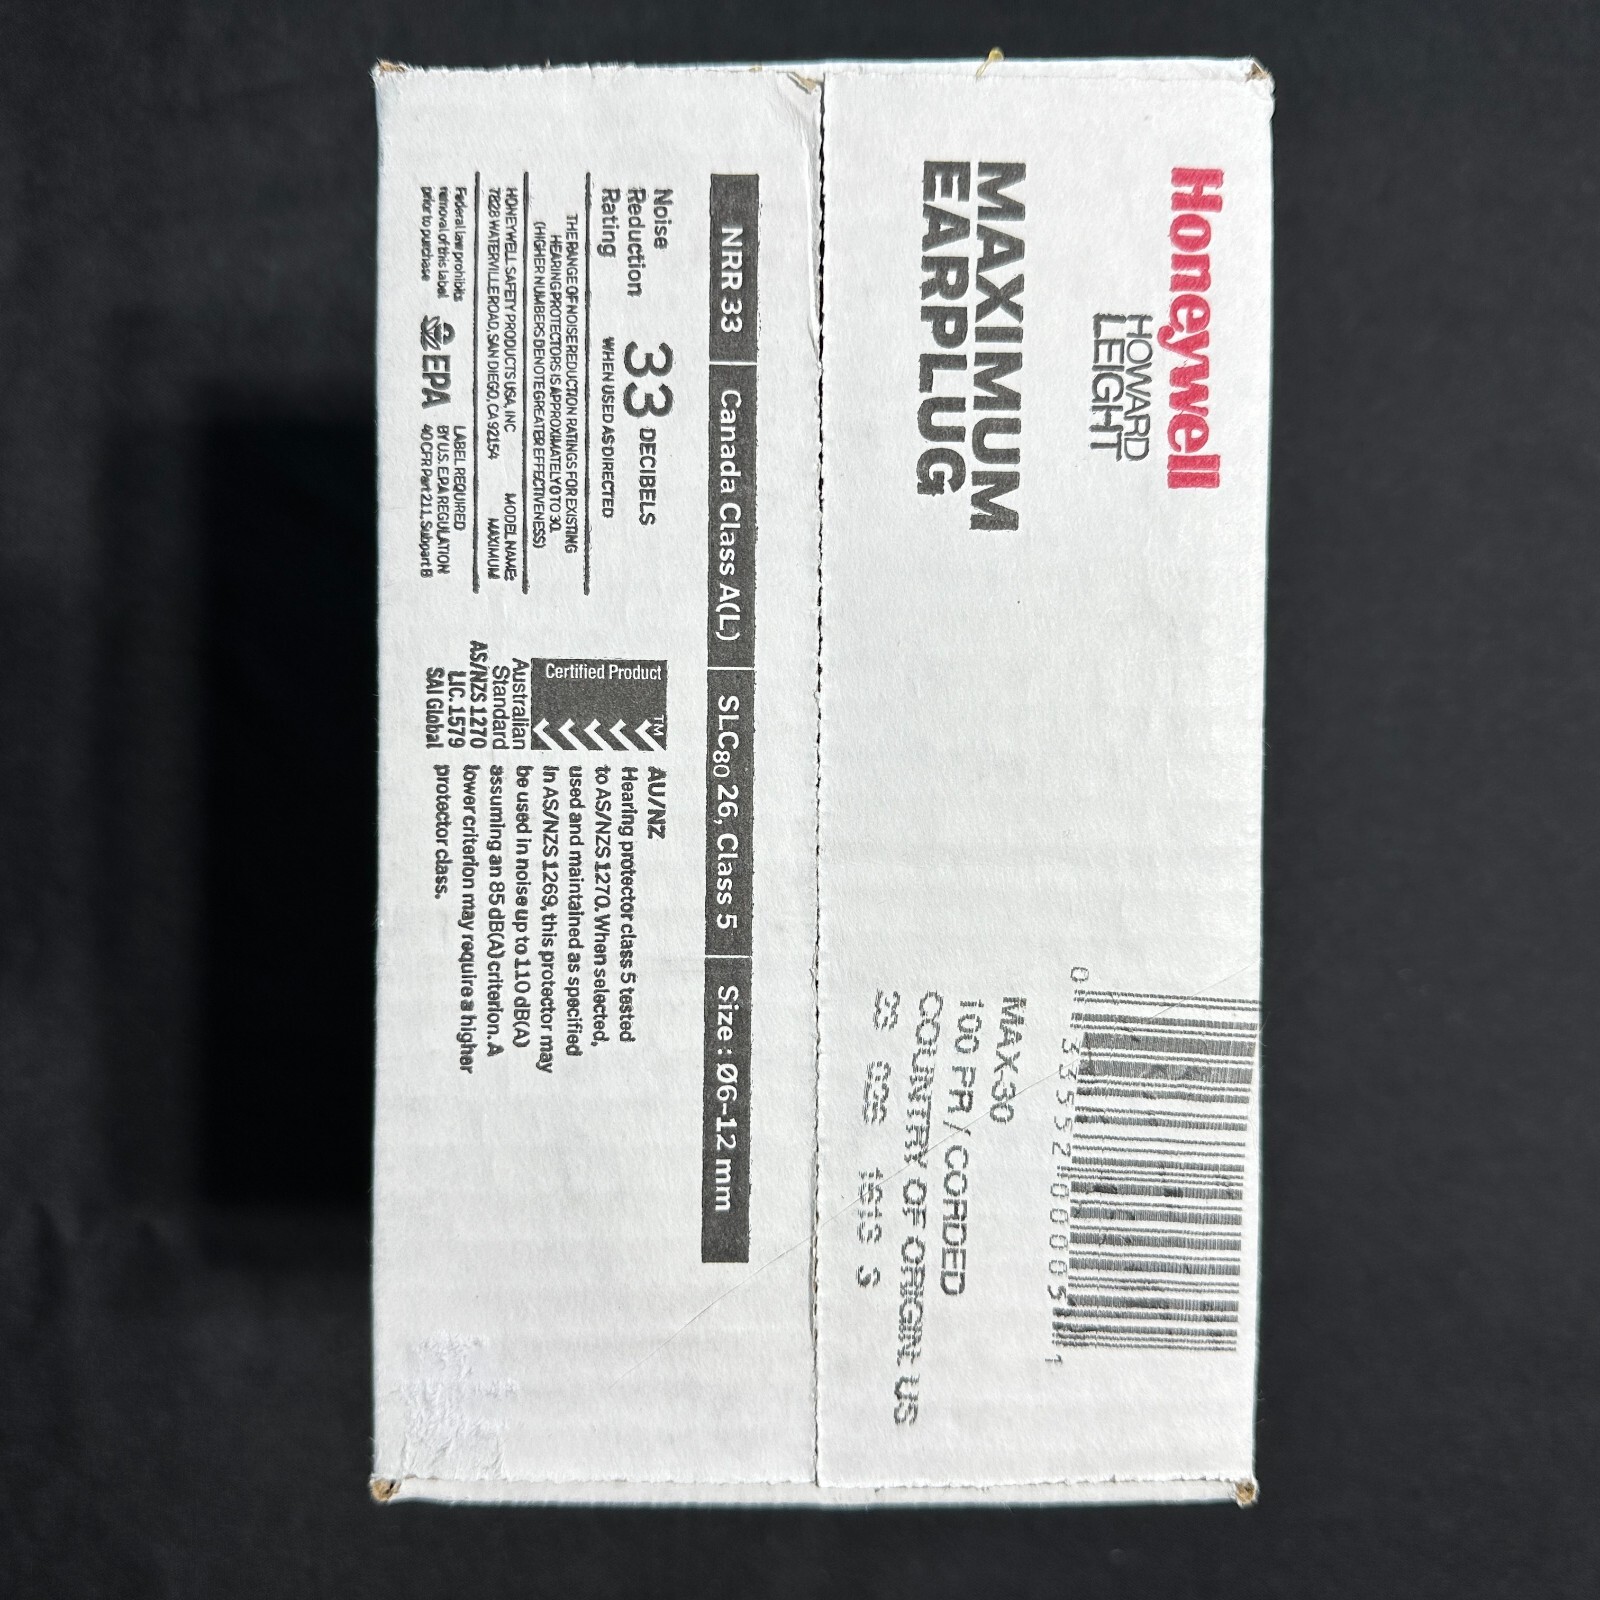 Honeywell
HOWARD
LEIGHT
MAXIMUM
EARPLUG
0 33552 00005 1
MAX-30
100 PR / CORDED
COUNTRY OF ORIGIN: US
1613 S
NRR 33 Canada Class A(L) SLC80 26, Class 5 Size : Ø6-12 mm
Noise
Reduction
Rating
33 DECIBELS
WHEN USED AS DIRECTED
THE RANGE OF NOISE REDUCTION RATINGS FOR EXISTING
HEARING PROTECTORS IS APPROXIMATELY 0 TO 30.
(HIGHER NUMBERS DENOTE GREATER EFFECTIVENESS)
HONEYWELL SAFETY PRODUCTS USA, INC
7828 WATERVILLE ROAD, SAN DIEGO, CA 92154
MODEL NAME:
MAXIMUM
Federal law prohibits
removal of this label
prior to purchase
EPA
LABEL REQUIRED
BY U.S. EPA REGULATION
40 CFR Part 211, Subpart B
Certified Product
TM
Australian
Standard
AS/NZS 1270
LIC. 1579
SAI Global
AU/NZ
Hearing protector class 5 tested
to AS/NZS 1270. When selected,
used and maintained as specified
in AS/NZS 1269, this protector may
be used in noise up to 110 dB(A)
assuming an 85 dB(A) criterion. A
lower criterion may require a higher
protector class.